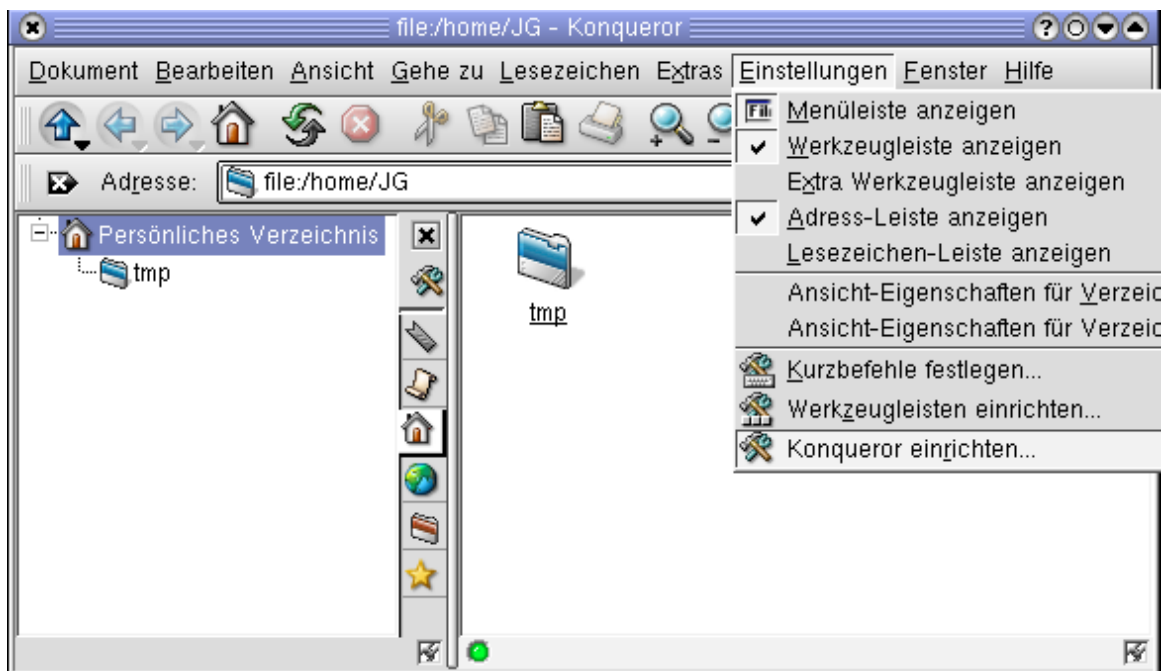 file:/home/JG - Konqueror
Dokument Bearbeiten Ansicht Gehe zu Lesezeichen Extras Einstellungen Fenster Hilfe
Adresse: file:/home/JG
Persönliches Verzeichnis
tmp
tmp
Menüleiste anzeigen
Werkzeugleiste anzeigen
Extra Werkzeugleiste anzeigen
Adress-Leiste anzeigen
Lesezeichen-Leiste anzeigen
Ansicht-Eigenschaften für Verzeic
Ansicht-Eigenschaften für Verzeic
Kurzbefehle festlegen...
Werkzeugleisten einrichten...
Konqueror einrichten...